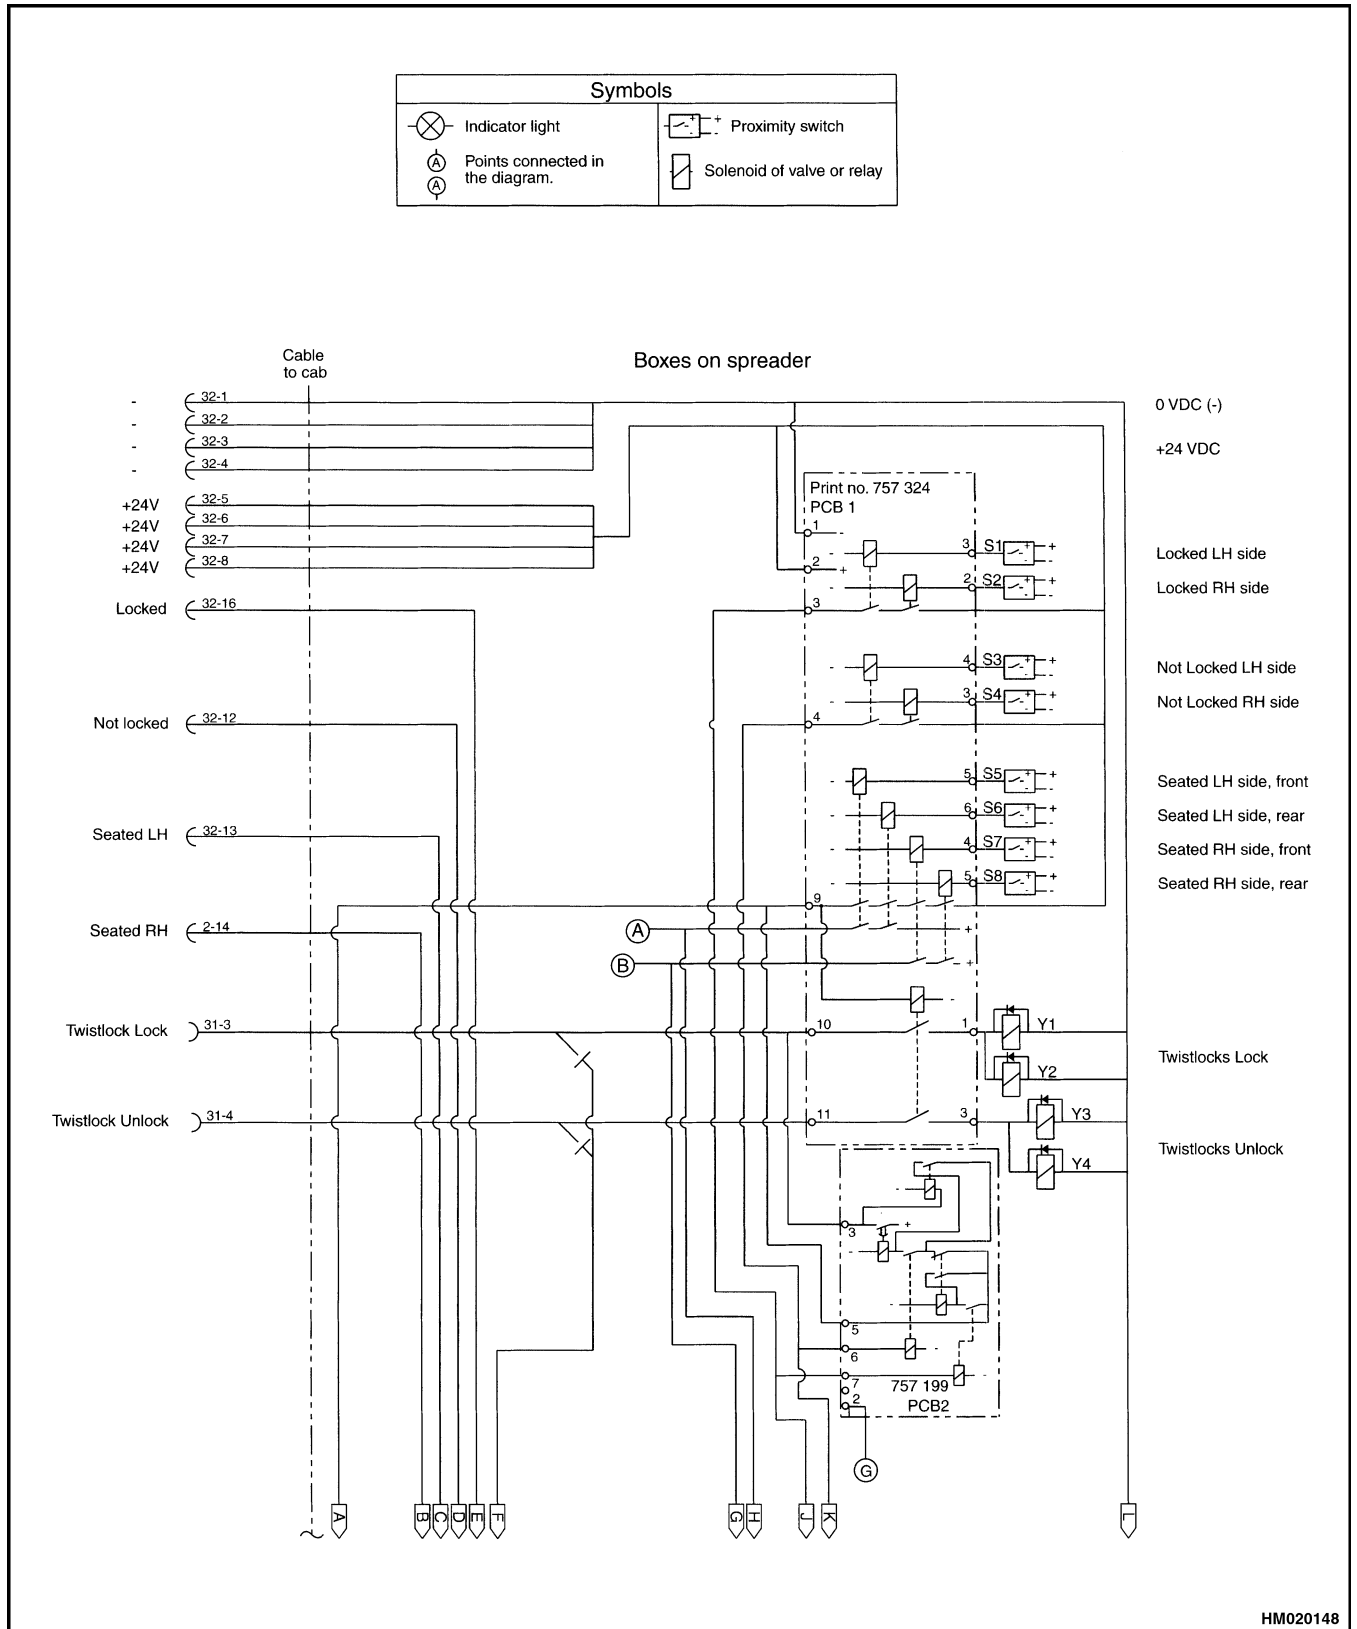 Symbols
Indicator light
Proximity switch
A
Points connected in
the diagram.
A
Solenoid of valve or relay
Cable
to cab
Boxes on spreader
- 32-1
0 VDC (-)
- 32-2
- 32-3
+24 VDC
- 32-4
Print no. 757 324
PCB 1
+24V 32-5
+24V 32-6
+24V 32-7
+24V 32-8
1 -
- 3 S1 + -
Locked LH side
2 +
- 2 S2 + -
Locked RH side
Locked 32-16
3
- 4 S3 + -
Not Locked LH side
- 3 S4 + -
Not Locked RH side
Not locked 32-12
4
- 5 S5 + -
Seated LH side, front
- 6 S6 + -
Seated LH side, rear
Seated LH 32-13
- 4 S7 + -
Seated RH side, front
- 5 S8 + -
Seated RH side, rear
9
Seated RH 2-14
A +
B +
-
Twistlock Lock 31-3
10 1 Y1
Twistlocks Lock
Y2
Twistlock Unlock 31-4
11 3 Y3
Twistlocks Unlock
Y4
-
3 +
-
-
5
6 -
-
7
757 199
2
PCB2
G
A B C D E F G H J K L
HM020148